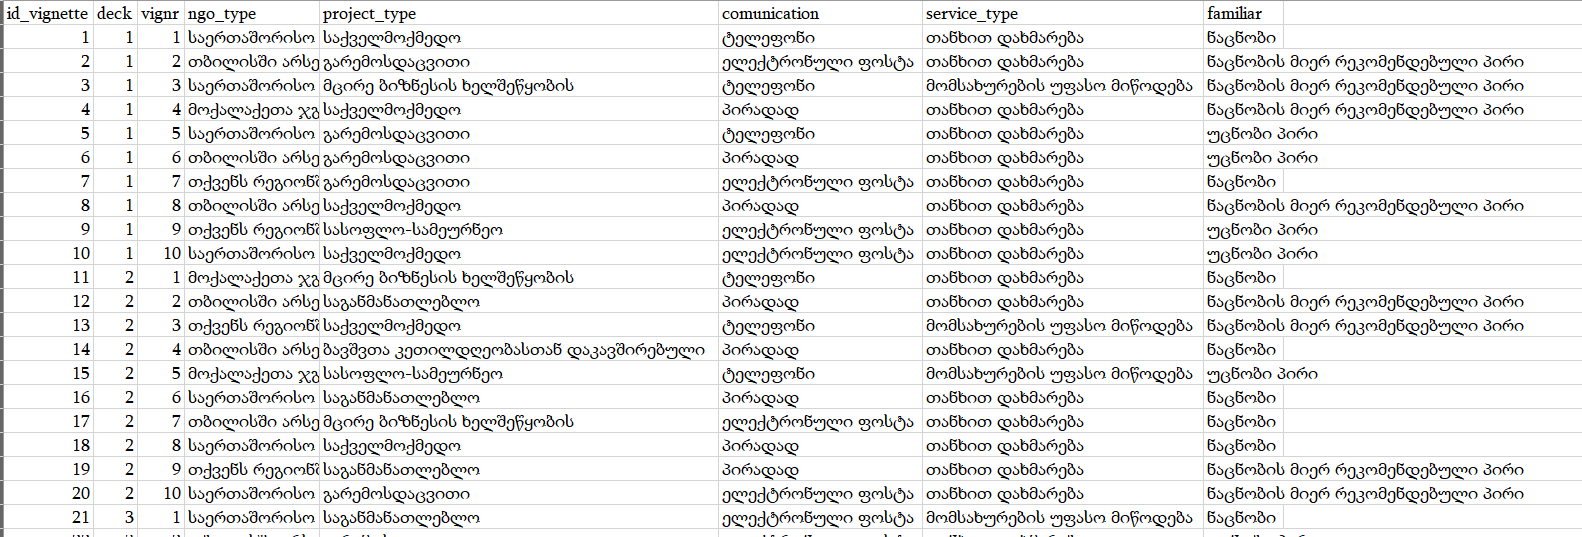 id_vignette deck vignr ngo_type project_type comunication service_type familiar
1 1 1 საერთაშორისო საქველმოქმედო ტელეფონი თანხით დახმარება ნაცნობი
2 1 2 თბილისში არსე გარემოსდაცვითი ელექტრონული ფოსტა თანხით დახმარება ნაცნობის მიერ რეკომენდებული პირი
3 1 3 საერთაშორისო მცირე ბიზნესის ხელშეწყობის ტელეფონი მომსახურების უფასო მიწოდება ნაცნობის მიერ რეკომენდებული პირი
4 1 4 მოქალაქეთა ჯგ საქველმოქმედო პირადად თანხით დახმარება ნაცნობის მიერ რეკომენდებული პირი
5 1 5 საერთაშორისო გარემოსდაცვითი ტელეფონი თანხით დახმარება უცნობი პირი
6 1 6 თბილისში არსე გარემოსდაცვითი პირადად თანხით დახმარება უცნობი პირი
7 1 7 თქვენს რეგიონშ გარემოსდაცვითი ელექტრონული ფოსტა თანხით დახმარება ნაცნობი
8 1 8 თბილისში არსე საქველმოქმედო პირადად თანხით დახმარება ნაცნობის მიერ რეკომენდებული პირი
9 1 9 თქვენს რეგიონშ სასოფლო-სამეურნეო ელექტრონული ფოსტა თანხით დახმარება უცნობი პირი
10 1 10 საერთაშორისო საქველმოქმედო ელექტრონული ფოსტა თანხით დახმარება უცნობი პირი
11 2 1 მოქალაქეთა ჯგ მცირე ბიზნესის ხელშეწყობის ტელეფონი თანხით დახმარება ნაცნობი
12 2 2 თბილისში არსე საგანმანათლებლო პირადად თანხით დახმარება ნაცნობის მიერ რეკომენდებული პირი
13 2 3 თქვენს რეგიონშ საქველმოქმედო ტელეფონი მომსახურების უფასო მიწოდება ნაცნობის მიერ რეკომენდებული პირი
14 2 4 თბილისში არსე ბავშვთა კეთილდღეობასთან დაკავშირებული პირადად თანხით დახმარება ნაცნობი
15 2 5 მოქალაქეთა ჯგ სასოფლო-სამეურნეო ტელეფონი მომსახურების უფასო მიწოდება უცნობი პირი
16 2 6 საერთაშორისო საგანმანათლებლო პირადად თანხით დახმარება ნაცნობი
17 2 7 თბილისში არსე მცირე ბიზნესის ხელშეწყობის ელექტრონული ფოსტა თანხით დახმარება ნაცნობი
18 2 8 საერთაშორისო საქველმოქმედო პირადად თანხით დახმარება ნაცნობი
19 2 9 თქვენს რეგიონშ საგანმანათლებლო პირადად თანხით დახმარება ნაცნობის მიერ რეკომენდებული პირი
20 2 10 საერთაშორისო გარემოსდაცვითი ელექტრონული ფოსტა თანხით დახმარება ნაცნობის მიერ რეკომენდებული პირი
21 3 1 საერთაშორისო საგანმანათლებლო ელექტრონული ფოსტა მომსახურების უფასო მიწოდება ნაცნობი